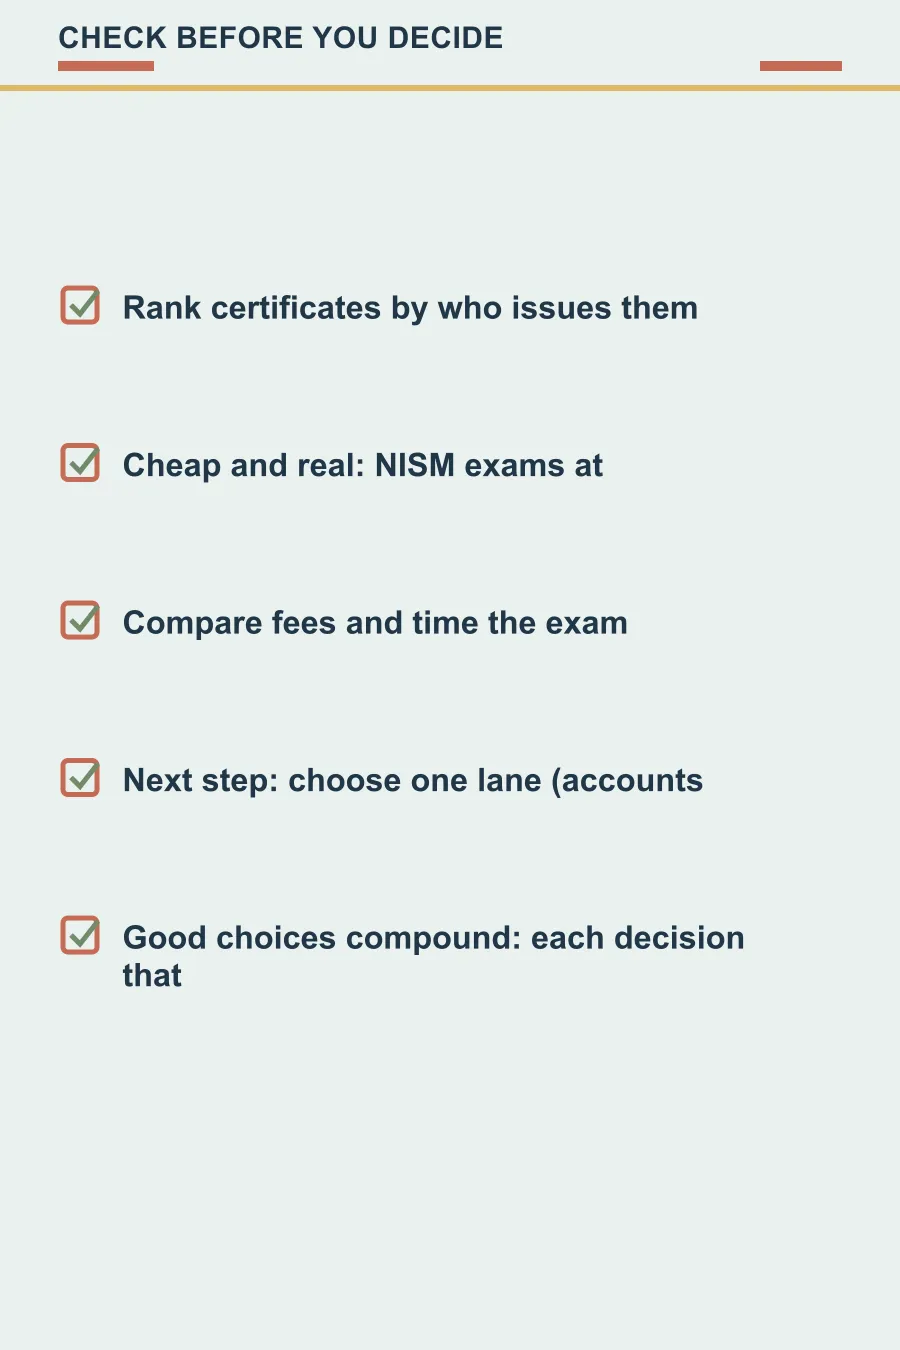 CHECK BEFORE YOU DECIDE
Rank certificates by who issues them
Cheap and real: NISM exams at
Compare fees and time the exam
Next step: choose one lane (accounts
Good choices compound: each decision
that